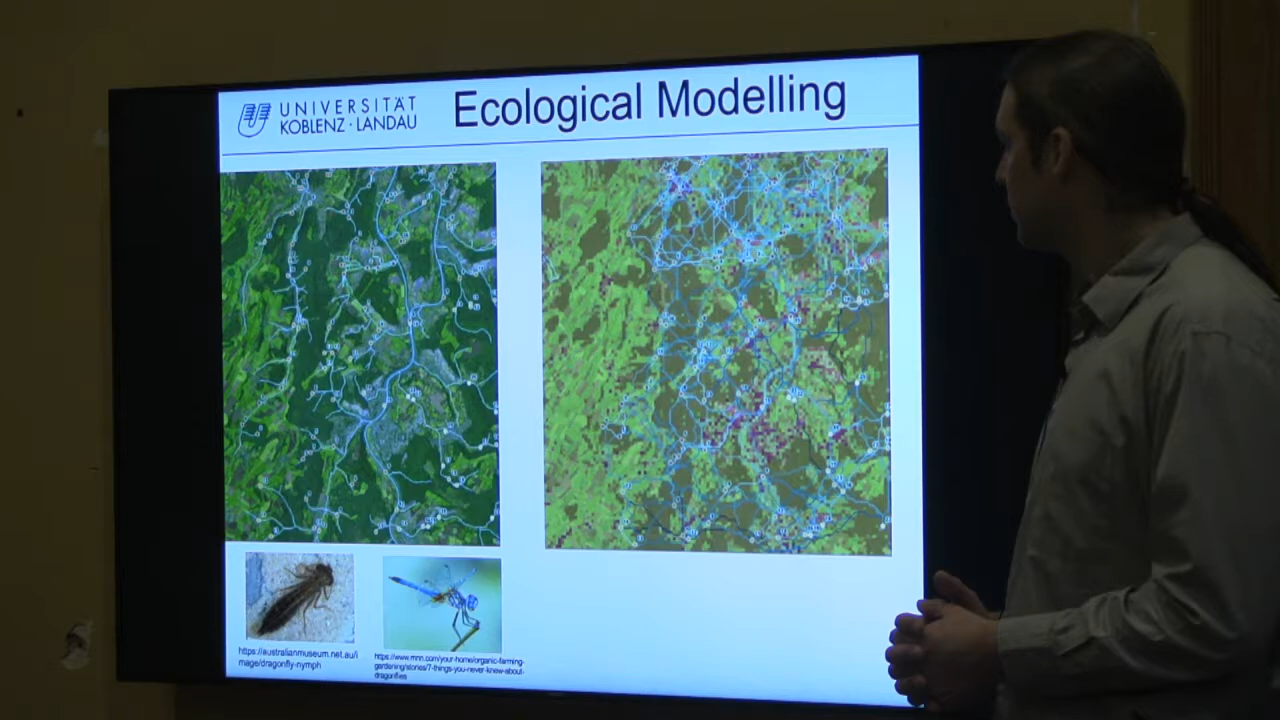 UNIVERSITÄT
KOBLENZ · LANDAU
Ecological Modelling
https://australianmuseum.net.au/i
mage/dragonfly-nymph
https://www.mnn.com/your-home/organic-farming-
gardening/stories/7-things-you-never-knew-about-
dragonflies